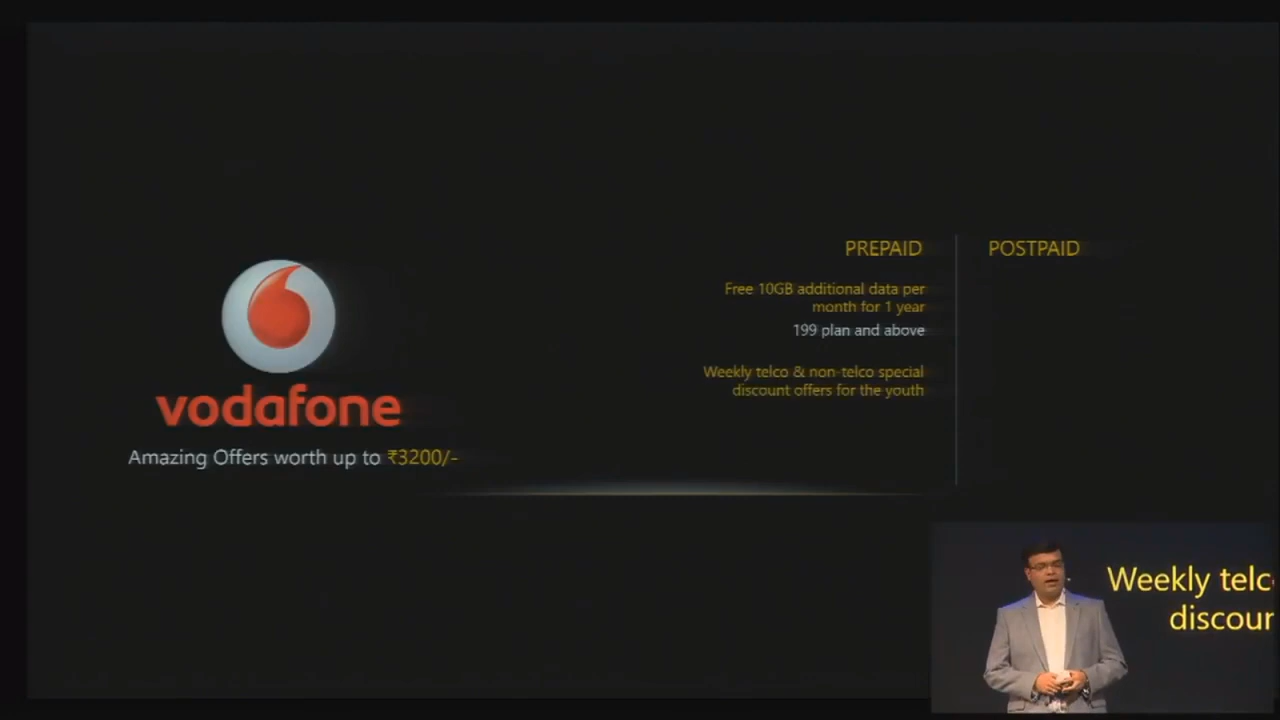 vodafone
Amazing Offers worth up to ₹3200/-
PREPAID
Free 10GB additional data per
month for 1 year
199 plan and above
Weekly telco & non-telco special
discount offers for the youth
POSTPAID
Weekly telc
discour